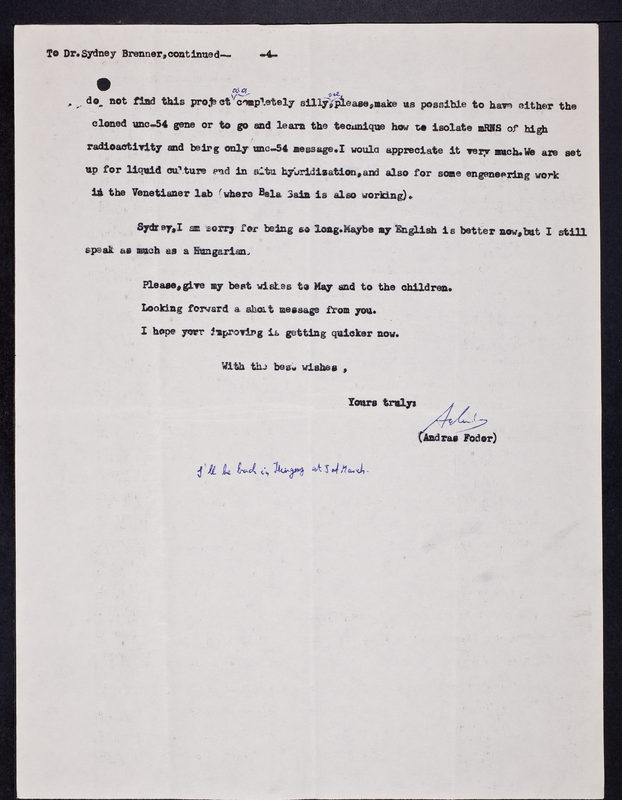 To Dr.Sydney Brenner,continued— -4-
do not find this project as a completely silly one,please,make us possible to have either the
cloned unc-54 gene or to go and learn the technique how to isolate mRNS of high
radioactivity and being only unc-54 message.I would appreciate it very much.We are set
up for liquid culture and in situ hybridization,and also for some engeneering work
in the Venetianer lab (where Bela Sain is also working).
Sydney,I am sorry for being so long.Maybe my English is better now,but I still
speak as much as a Hungarian.
Please,give my best wishes to May and to the children.
Looking forward a short message from you.
I hope your improving is getting quicker now.
With the best wishes ,
Yours truly:
(Andras Fodor)
I'll be back in Hungary at 3d March.